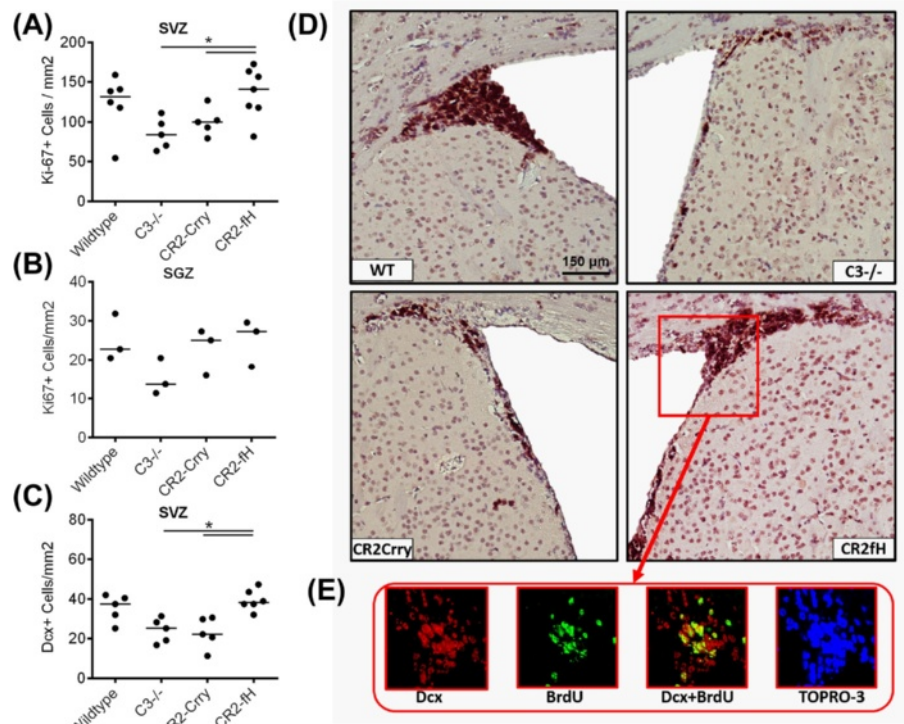 (A)
SVZ
*
Ki-67+ Cells / mm2
200
150
100
50
0
Wildtype
C3-/-
CR2-Crry
CR2-fH
(B)
SGZ
Ki67+ Cells/mm2
40
30
20
10
0
Wildtype
C3-/-
CR2-Crry
CR2-fH
(C)
SVZ
*
Dcx+ Cells/mm2
80
60
40
20
0
Wildtype
C3-/-
CR2-Crry
CR2-fH
(D)
WT
150 µm
C3-/-
CR2Crry
CR2fH
(E)
Dcx
BrdU
Dcx+BrdU
TOPRO-3